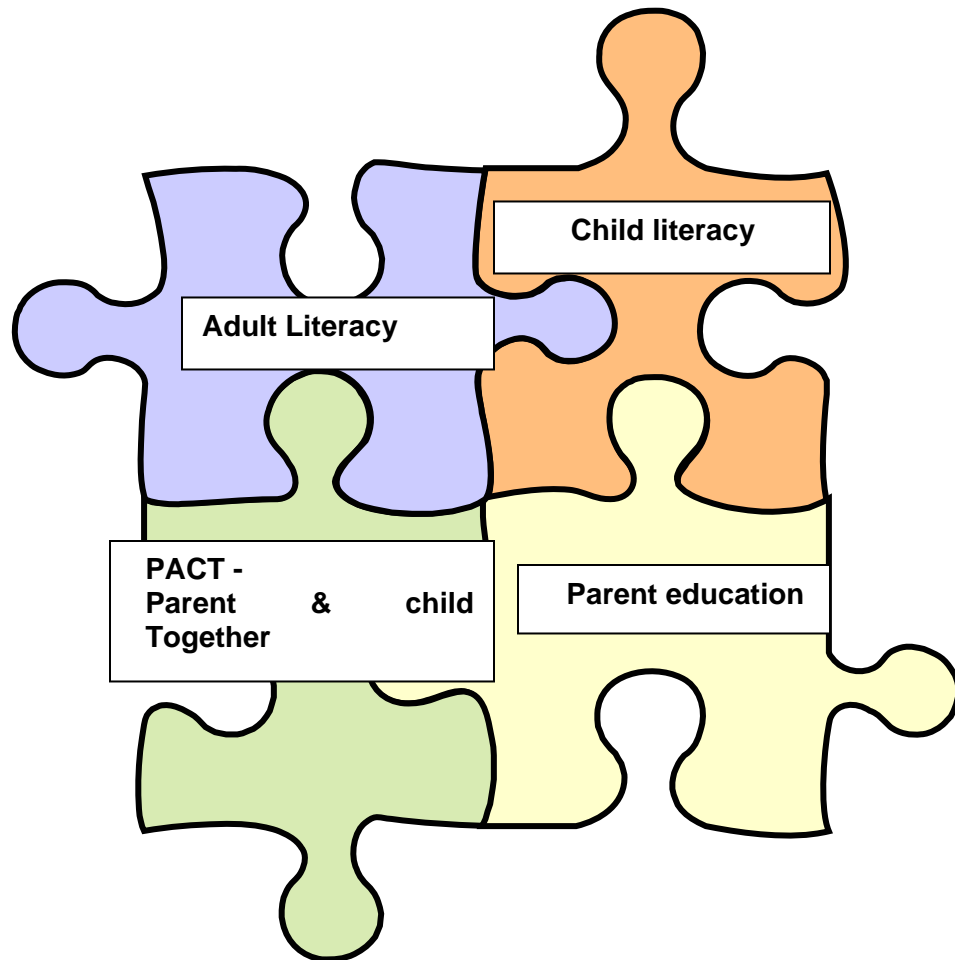 Child literacy
Adult Literacy
PACT -
Parent & child
Together
Parent education